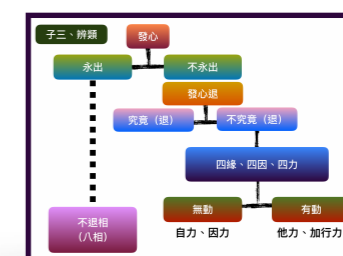 子三、辨類
發心
永出
不永出
發心退
究竟（退）
不究竟（退）
四緣、四因、四力
不退相
（八相）
無動
有動
自力、因力
他力、加行力